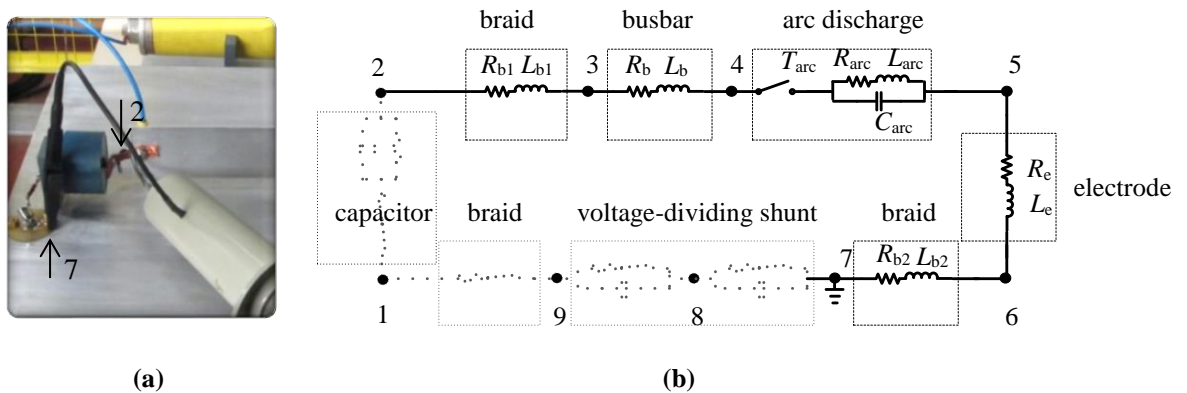 2
7
(a)
braid
busbar
arc discharge
2
R_b1 L_b1
3
R_b L_b
4
T_arc
R_arc
L_arc
C_arc
5
capacitor
braid
voltage-dividing shunt
braid
R_e
L_e
electrode
7
R_b2 L_b2
1
9
8
6
(b)